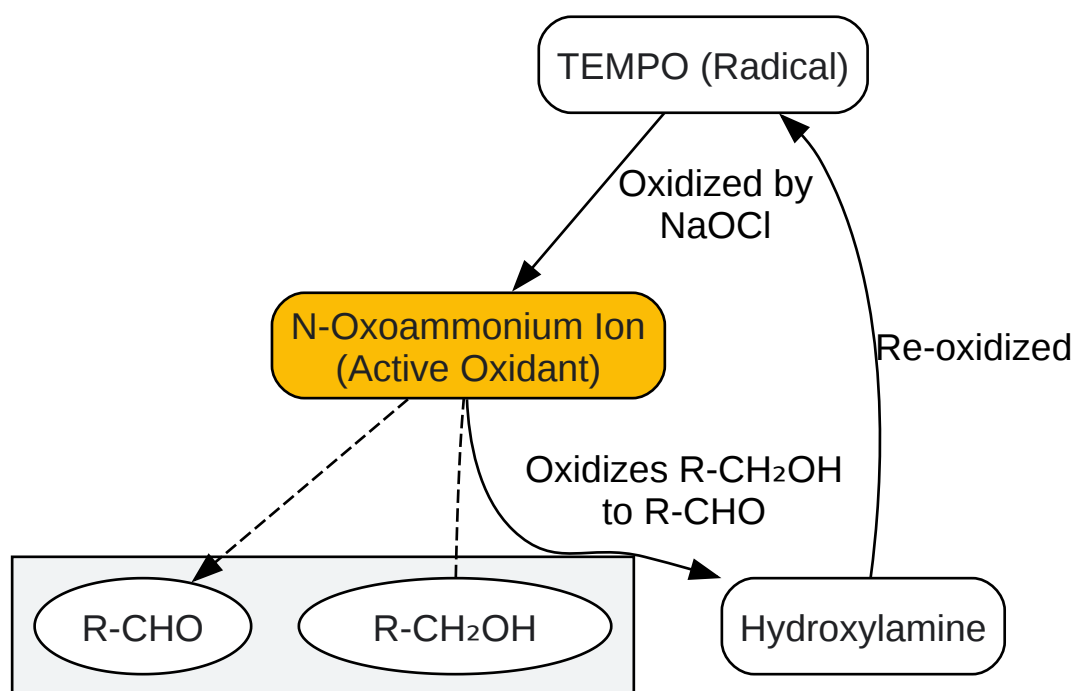 TEMPO (Radical)
Oxidized by
NaOCl
N-Oxoammonium Ion
(Active Oxidant)
Re-oxidized
Oxidizes R-CH₂OH
to R-CHO
R-CHO
R-CH₂OH
Hydroxylamine